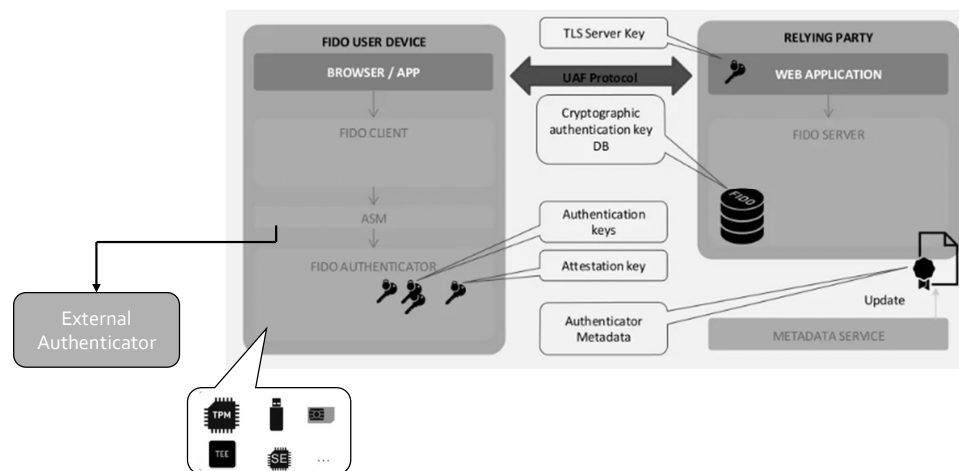 FIDO USER DEVICE
BROWSER / APP
FIDO CLIENT
ASM
FIDO AUTHENTICATOR
External
Authenticator
TPM
TEE
SE
...
TLS Server Key
UAF Protocol
Cryptographic
authentication key
DB
Authentication
keys
Attestation key
Authenticator
Metadata
RELYING PARTY
WEB APPLICATION
FIDO SERVER
FIDO
Update
METADATA SERVICE